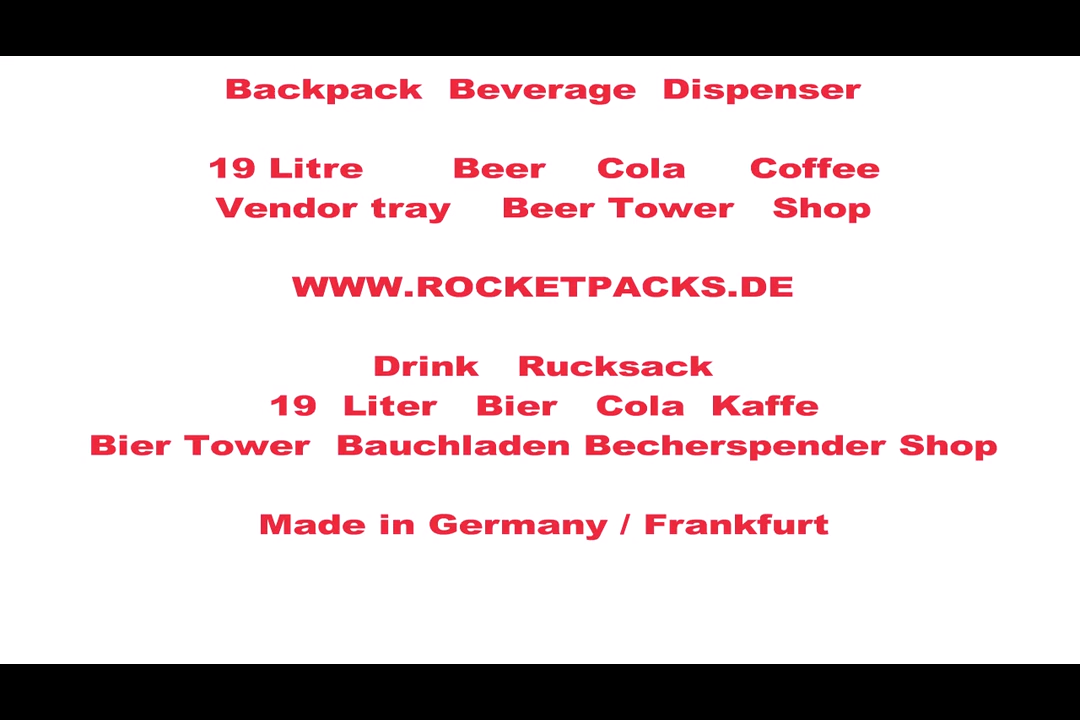 Backpack Beverage Dispenser
19 Litre Beer Cola Coffee
Vendor tray Beer Tower Shop
WWW.ROCKETPACKS.DE
Drink Rucksack
19 Liter Bier Cola Kaffe
Bier Tower Bauchladen Becherspender Shop
Made in Germany / Frankfurt